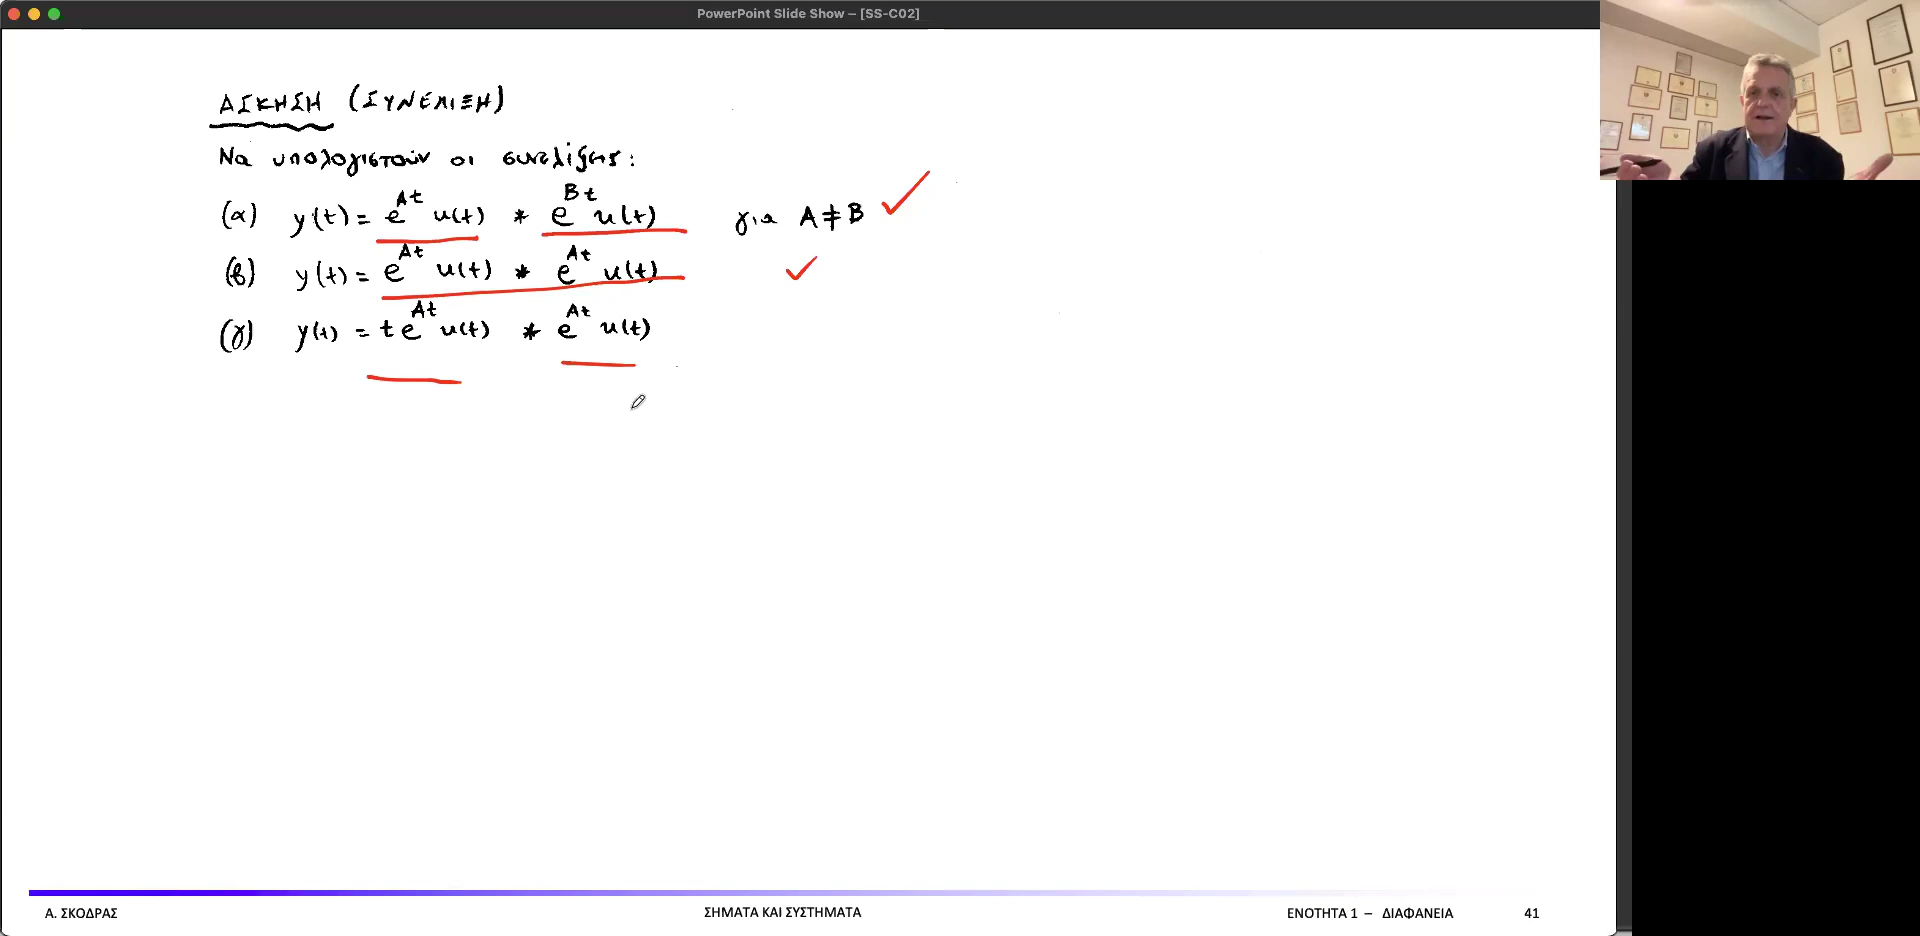 PowerPoint Slide Show – [SS-C02]
ΑΣΚΗΣΗ (ΣΥΝΕΛΙΞΗ)
Να υπολογιστούν οι συνελίξεις:
(α) y(t) = e^{At} u(t) * e^{Bt} u(t) για A ≠ B ✓
(β) y(t) = e^{At} u(t) * e^{At} u(t) ✓
(γ) y(t) = t e^{At} u(t) * e^{At} u(t)
Α. ΣΚΟΔΡΑΣ
ΣΗΜΑΤΑ ΚΑΙ ΣΥΣΤΗΜΑΤΑ
ΕΝΟΤΗΤΑ 1 – ΔΙΑΦΑΝΕΙΑ 41